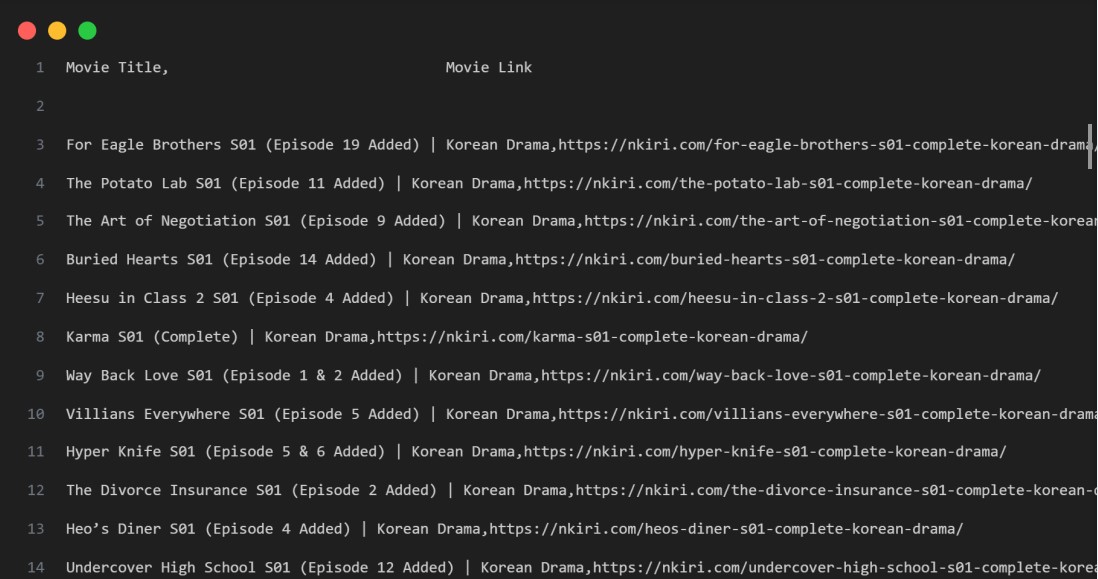 1 Movie Title, Movie Link
2
3 For Eagle Brothers S01 (Episode 19 Added) | Korean Drama,https://nkiri.com/for-eagle-brothers-s01-complete-korean-drama/
4 The Potato Lab S01 (Episode 11 Added) | Korean Drama,https://nkiri.com/the-potato-lab-s01-complete-korean-drama/
5 The Art of Negotiation S01 (Episode 9 Added) | Korean Drama,https://nkiri.com/the-art-of-negotiation-s01-complete-korean
6 Buried Hearts S01 (Episode 14 Added) | Korean Drama,https://nkiri.com/buried-hearts-s01-complete-korean-drama/
7 Heesu in Class 2 S01 (Episode 4 Added) | Korean Drama,https://nkiri.com/heesu-in-class-2-s01-complete-korean-drama/
8 Karma S01 (Complete) | Korean Drama,https://nkiri.com/karma-s01-complete-korean-drama/
9 Way Back Love S01 (Episode 1 & 2 Added) | Korean Drama,https://nkiri.com/way-back-love-s01-complete-korean-drama/
10 Villians Everywhere S01 (Episode 5 Added) | Korean Drama,https://nkiri.com/villians-everywhere-s01-complete-korean-drama
11 Hyper Knife S01 (Episode 5 & 6 Added) | Korean Drama,https://nkiri.com/hyper-knife-s01-complete-korean-drama/
12 The Divorce Insurance S01 (Episode 2 Added) | Korean Drama,https://nkiri.com/the-divorce-insurance-s01-complete-korean-d
13 Heo’s Diner S01 (Episode 4 Added) | Korean Drama,https://nkiri.com/heos-diner-s01-complete-korean-drama/
14 Undercover High School S01 (Episode 12 Added) | Korean Drama,https://nkiri.com/undercover-high-school-s01-complete-korea